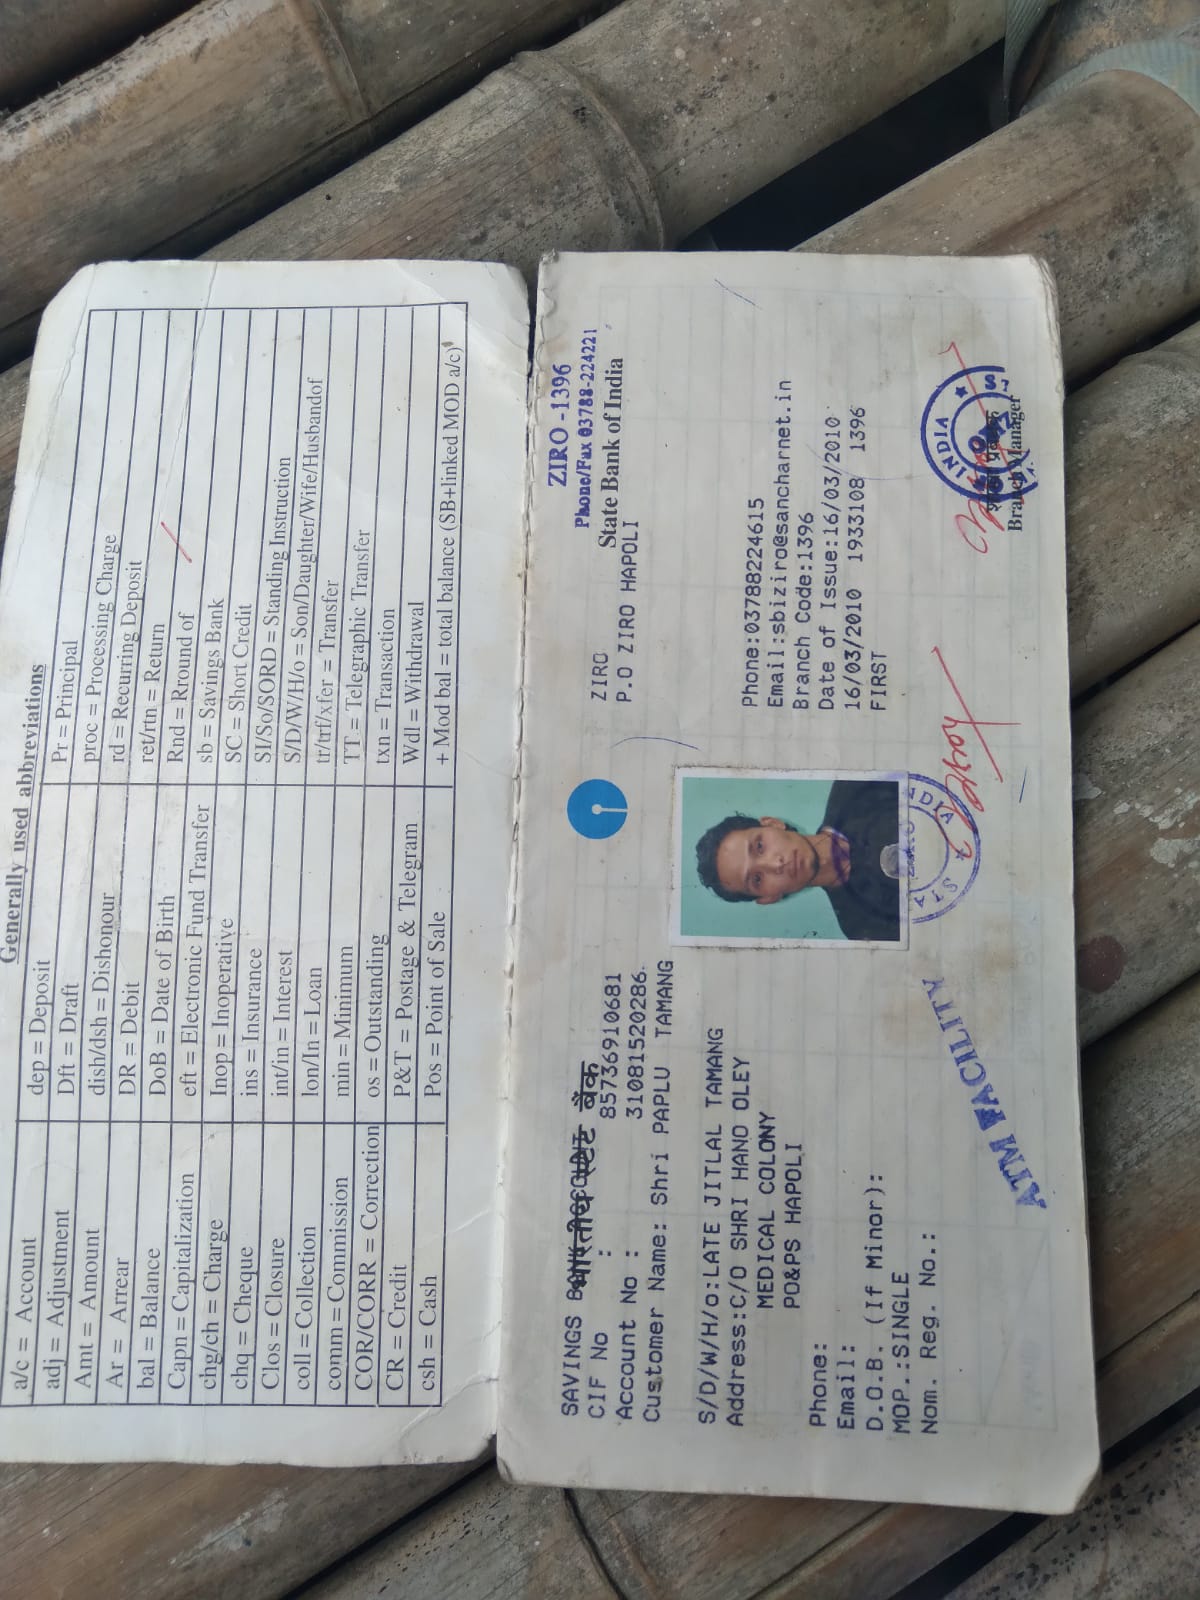 Generally used abbreviations
a/c = Account
dep = Deposit
Pr = Principal
adj = Adjustment
Dft = Draft
proc = Processing Charge
Amt = Amount
dish/dsh = Dishonour
rd = Recurring Deposit
Ar = Arrear
DR = Debit
ret/rtn = Return
bal = Balance
DoB = Date of Birth
Rnd = Rround of
Capn = Capitalization
eft = Electronic Fund Transfer
sb = Savings Bank
chg/ch = Charge
Inop = Inoperative
SC = Short Credit
chq = Cheque
ins = Insurance
SI/So/SORD = Standing Instruction
Clos = Closure
int/in = Interest
S/D/W/H/o = Son/Daughter/Wife/Husbandof
coll = Collection
lon/In = Loan
tr/trf/xfer = Transfer
comn = Commission
min = Minimum
TT = Telegraphic Transfer
COR/CORR = Correction
os = Outstanding
txn = Transaction
CR = Credit
P&T = Postage & Telegram
Wdl = Withdrawal
csh = Cash
Pos = Point of Sale
+ Mod bal = total balance (SB+linked MOD a/c)
ZIRO -1396
Phone/Fax 03788-224221
भारतीय स्टेट बैंक
State Bank of India
SAVINGS BANK ACCOUNT
ZIRO
CIF No : 85736910681
P.O ZIRO HAPOLI
Account No : 31081520286
Customer Name: Shri PAPLU TAMANG
S/D/W/H/o:LATE JITLAL TAMANG
Address:C/O SHRI HANO OLEY
MEDICAL COLONY
PO&PS HAPOLI
Phone:
Email:
D.O.B. (If Minor):
MOP.:SINGLE
Nom. Reg. No.:
Phone:03788224615
Email:sbiziro@sancharnet.in
Branch Code:1396
Date of Issue:16/03/2010
16/03/2010 1933108 1396
FIRST
ATM FACILITY
INDIA
Branch Manager